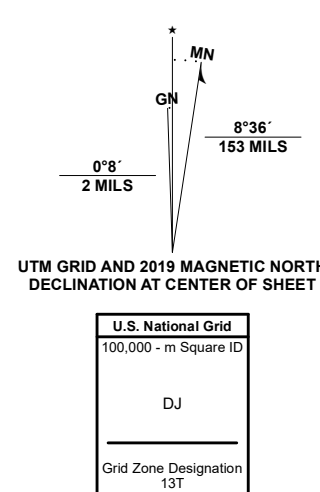 ★
MN
GN
8°36´
153 MILS
0°8´
2 MILS
UTM GRID AND 2019 MAGNETIC NORTH
DECLINATION AT CENTER OF SHEET
U.S. National Grid
100,000 - m Square ID
DJ
Grid Zone Designation
13T